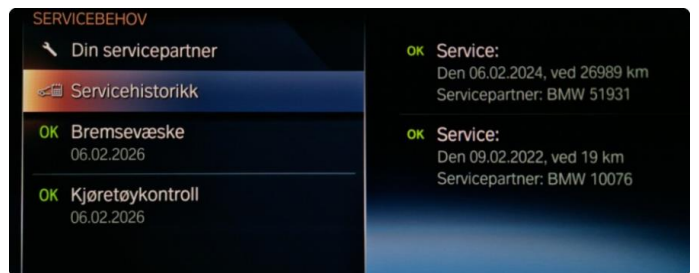 SERVICEBEHOV
Din servicepartner
Servicehistorikk
OK Bremsevæske
06.02.2026
OK Kjøretøykontroll
06.02.2026
OK Service:
Den 06.02.2024, ved 26989 km
Servicepartner: BMW 51931
OK Service:
Den 09.02.2022, ved 19 km
Servicepartner: BMW 10076